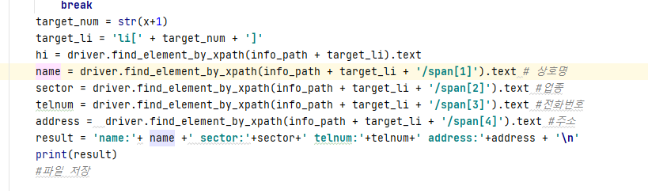 break
target_num = str(x+1)
target_li = 'li[' + target_num + ']'
hi = driver.find_element_by_xpath(info_path + target_li).text
name = driver.find_element_by_xpath(info_path + target_li + '/span[1]').text # 상호명
sector = driver.find_element_by_xpath(info_path + target_li + '/span[2]').text #업종
telnum = driver.find_element_by_xpath(info_path + target_li + '/span[3]').text #전화번호
address =  driver.find_element_by_xpath(info_path + target_li + '/span[4]').text #주소
result = 'name:'+ name +' sector:'+sector+' telnum:'+telnum+' address:'+address + '\n'
print(result)
#파일 저장